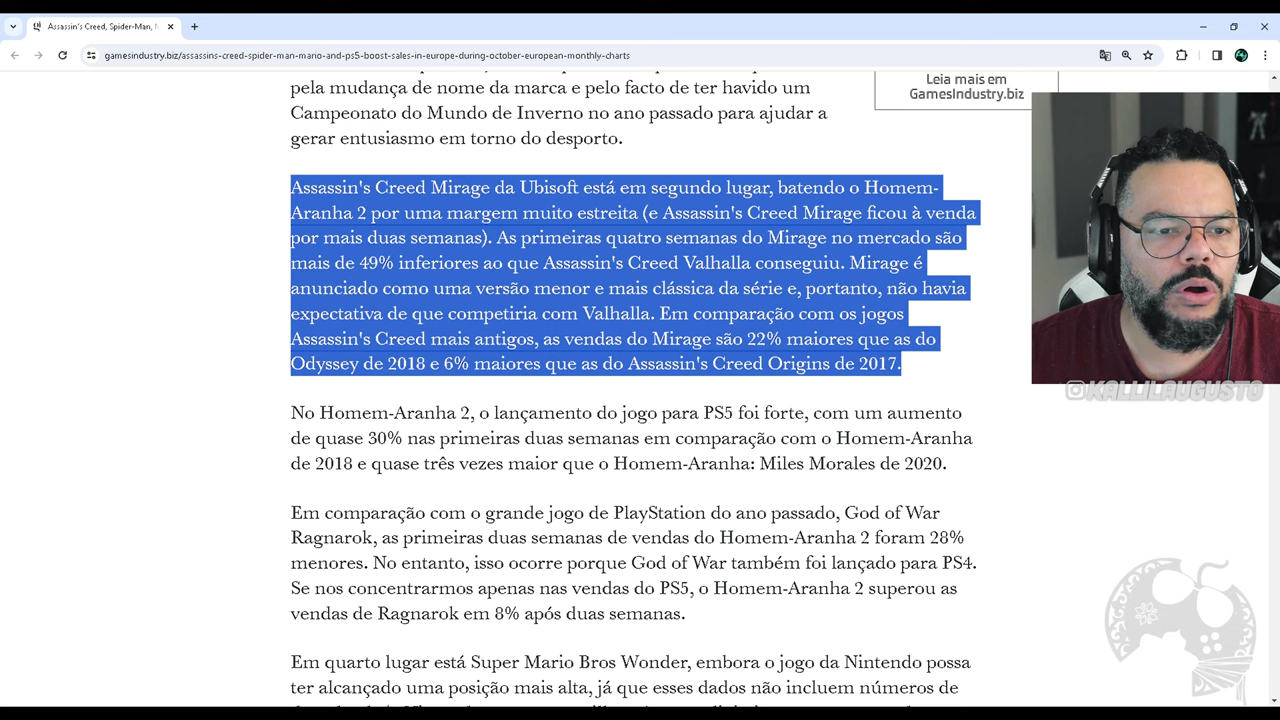 Assassin's Creed, Spider-Man,
gamesindustry.biz/assassins-creed-spider-man-mario-and-ps5-boost-sales-in-europe-during-october-european-monthly-charts
pela mudança de nome da marca e pelo facto de ter havido um
Campeonato do Mundo de Inverno no ano passado para ajudar a
gerar entusiasmo em torno do desporto.
Leia mais em
GamesIndustry.biz
Assassin's Creed Mirage da Ubisoft está em segundo lugar, batendo o Homem-
Aranha 2 por uma margem muito estreita (e Assassin's Creed Mirage ficou à venda
por mais duas semanas). As primeiras quatro semanas do Mirage no mercado são
mais de 49% inferiores ao que Assassin's Creed Valhalla conseguiu. Mirage é
anunciado como uma versão menor e mais clássica da série e, portanto, não havia
expectativa de que competiria com Valhalla. Em comparação com os jogos
Assassin's Creed mais antigos, as vendas do Mirage são 22% maiores que as do
Odyssey de 2018 e 6% maiores que as do Assassin's Creed Origins de 2017.
@KALLILAUGUSTO
No Homem-Aranha 2, o lançamento do jogo para PS5 foi forte, com um aumento
de quase 30% nas primeiras duas semanas em comparação com o Homem-Aranha
de 2018 e quase três vezes maior que o Homem-Aranha: Miles Morales de 2020.
Em comparação com o grande jogo de PlayStation do ano passado, God of War
Ragnarok, as primeiras duas semanas de vendas do Homem-Aranha 2 foram 28%
menores. No entanto, isso ocorre porque God of War também foi lançado para PS4.
Se nos concentrarmos apenas nas vendas do PS5, o Homem-Aranha 2 superou as
vendas de Ragnarok em 8% após duas semanas.
Em quarto lugar está Super Mario Bros Wonder, embora o jogo da Nintendo possa
ter alcançado uma posição mais alta, já que esses dados não incluem números de